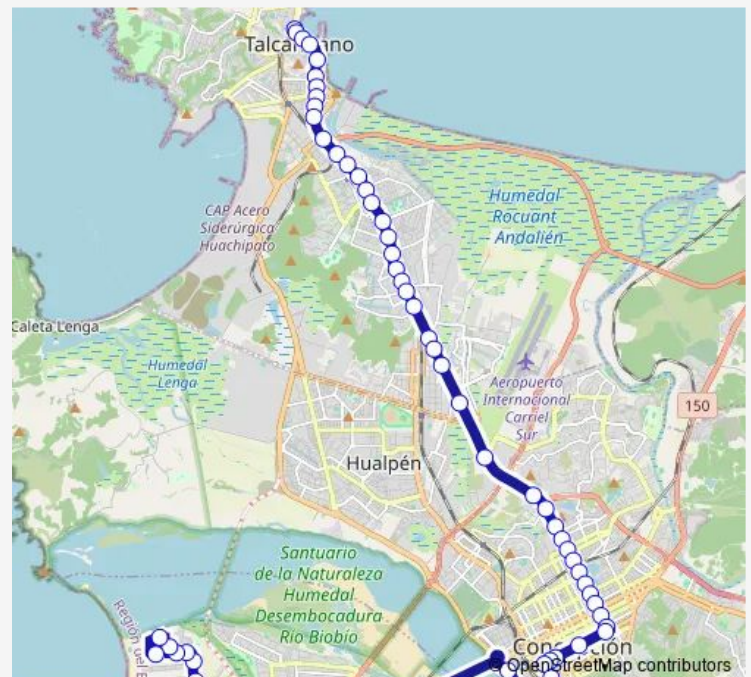 Talcahuano
Humedal
Rocuant
Andalién
CAP Acero
Siderúrgica
Huachipato
Caleta Lenga
Humedal
Lenga
Aeropuerto
Internacional
Carriel
Sur
150
Hualpén
Santuario
de la Naturaleza
Humedal
Desembocadura
Río Biobío
Concepción
© OpenStreetMap contributors